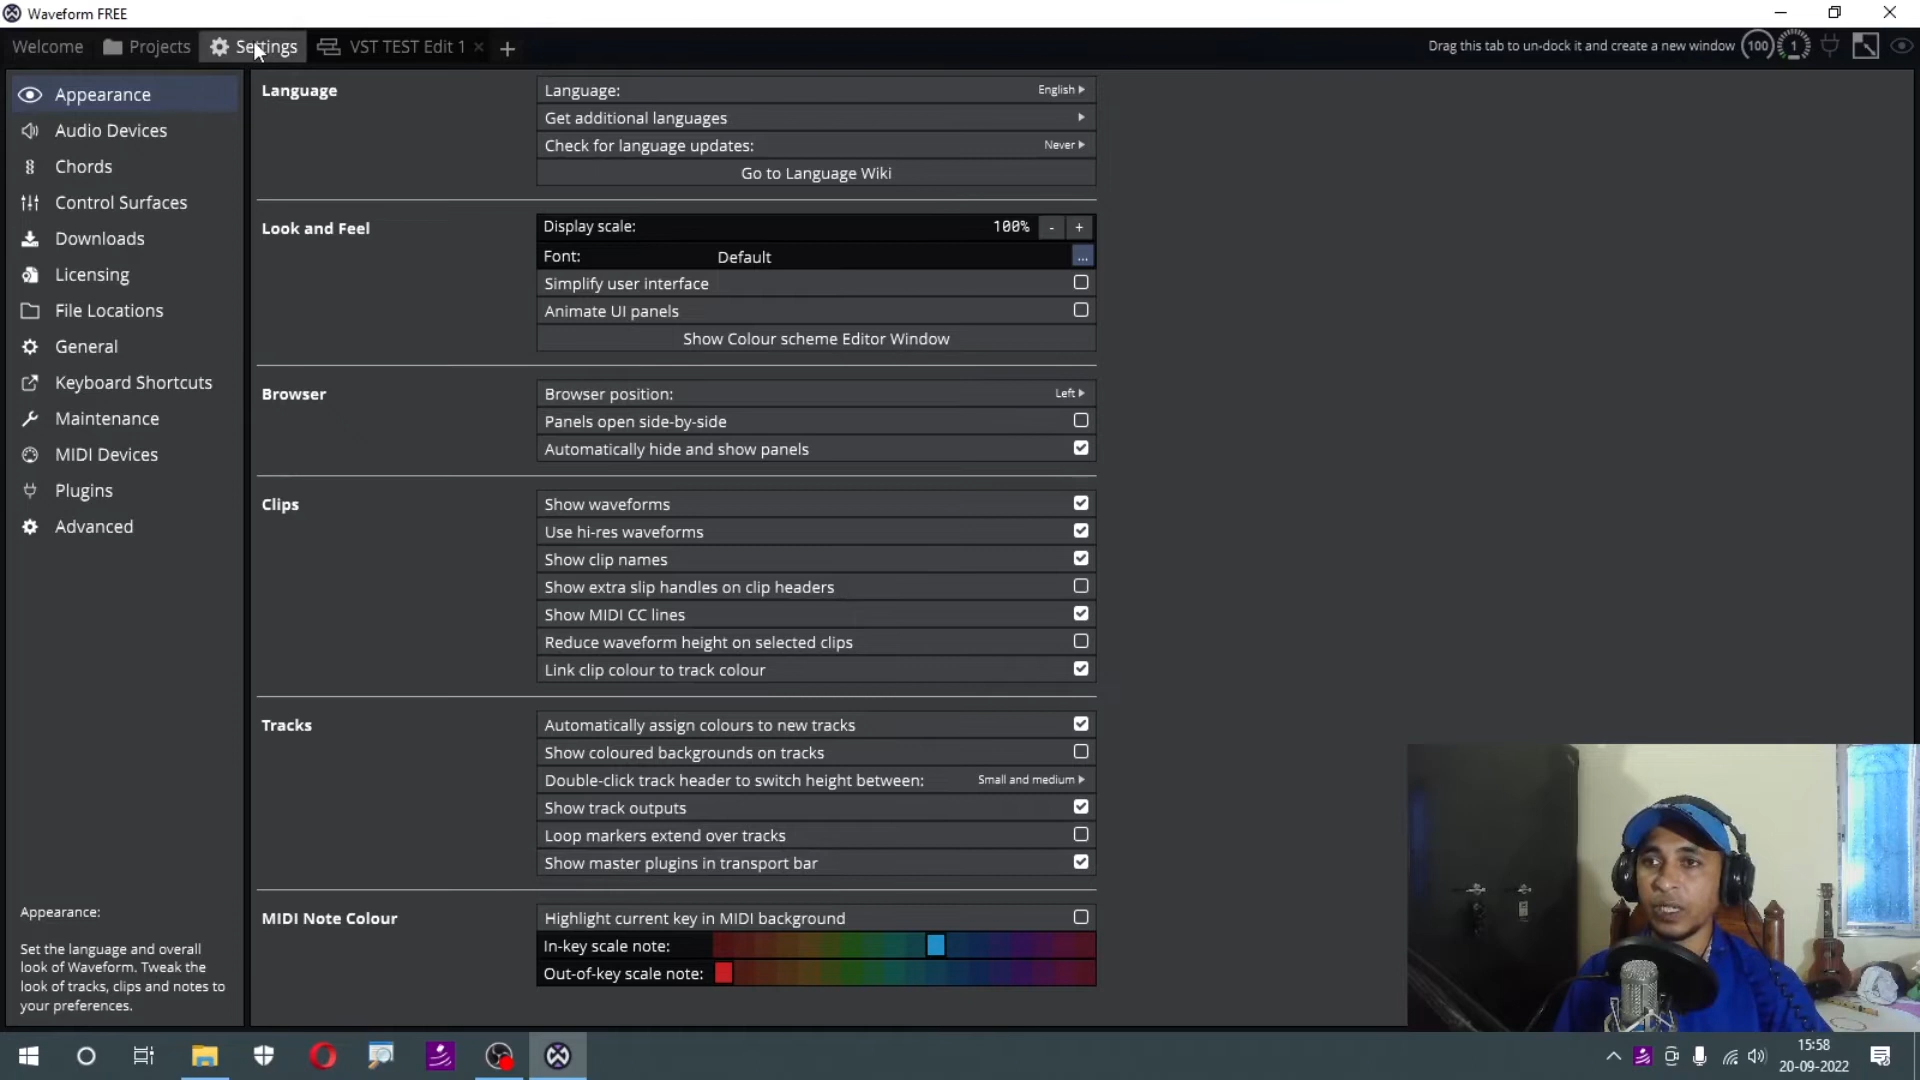 Waveform FREE
Welcome Projects Settings VST TEST Edit 1 × +
Drag this tab to un-dock it and create a new window 100 1
Appearance
Audio Devices
Chords
Control Surfaces
Downloads
Licensing
File Locations
General
Keyboard Shortcuts
Maintenance
MIDI Devices
Plugins
Advanced
Appearance:
Set the language and overall
look of Waveform. Tweak the
look of tracks, clips and notes to
your preferences.
Language
Language: English
Get additional languages
Check for language updates: Never
Go to Language Wiki
Look and Feel
Display scale: 100% - +
Font: Default ...
Simplify user interface
Animate UI panels
Show Colour scheme Editor Window
Browser
Browser position: Left
Panels open side-by-side
Automatically hide and show panels
Clips
Show waveforms
Use hi-res waveforms
Show clip names
Show extra slip handles on clip headers
Show MIDI CC lines
Reduce waveform height on selected clips
Link clip colour to track colour
Tracks
Automatically assign colours to new tracks
Show coloured backgrounds on tracks
Double-click track header to switch height between: Small and medium
Show track outputs
Loop markers extend over tracks
Show master plugins in transport bar
MIDI Note Colour
Highlight current key in MIDI background
In-key scale note:
Out-of-key scale note:
15:58
20-09-2022